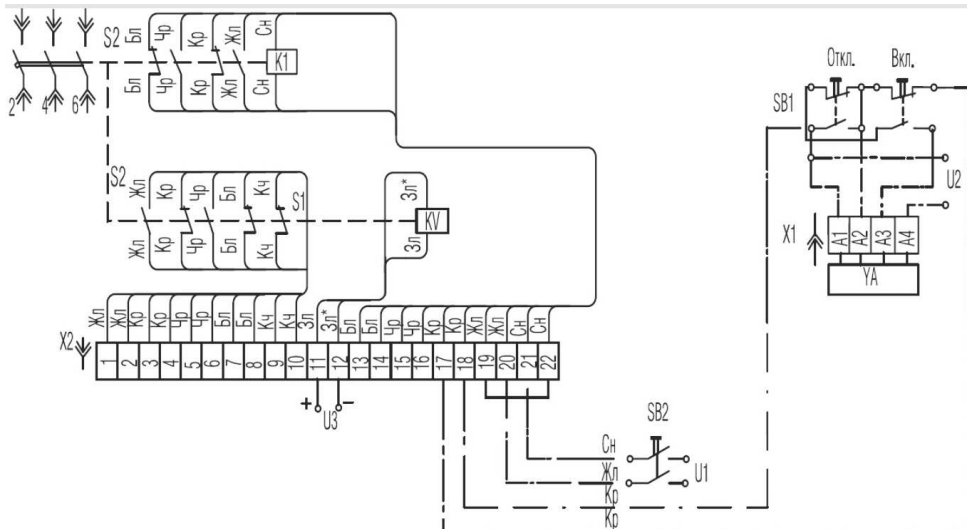 S2
Бл
Чр
Кр
Жл
Сн
К1
Бл
Чр
Кр
Жл
Сн
2
4
6
Откл.
Вкл.
SB1
U2
S2
Жл
Кр
Чр
Бл
Кч
S1
Зл*
KV
Жл
Кр
Чр
Бл
Кч
Зл
X1
A1
A2
A3
A4
YA
Жл
Жл
Кр
Кр
Чр
Чр
Бл
Бл
Кч
Кч
Зл
Зл*
Бл
Бл
Чр
Чр
Кр
Кр
Жл
Жл
Сн
Сн
X2
1
2
3
4
5
6
7
8
9
10
11
12
13
14
15
16
17
18
19
20
21
22
+
U3
−
SB2
Сн
Жл
U1
Кр
Кр